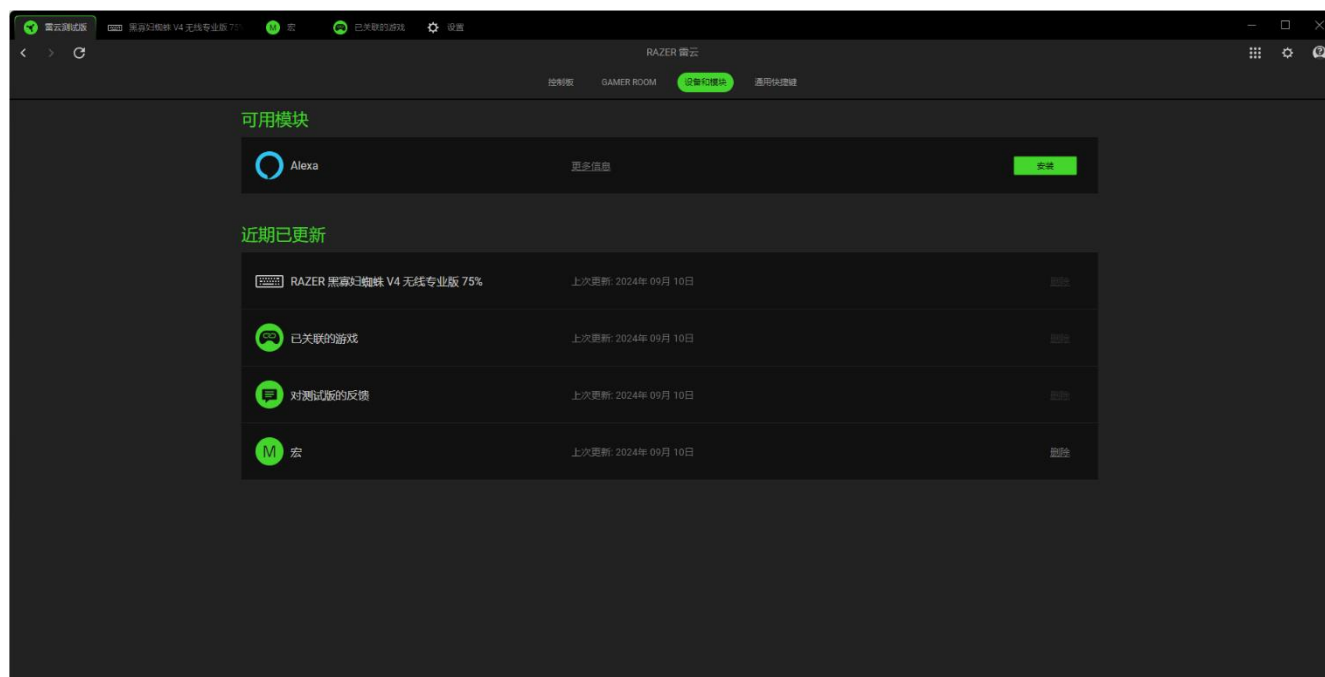 雷云测试版 黑寡妇蜘蛛 V4 无线专业版 75% M 宏 已关联的游戏 设置
RAZER 雷云
控制板 GAMER ROOM 设备和模块 通用快捷键
可用模块
Alexa 更多信息 安装
近期已更新
RAZER 黑寡妇蜘蛛 V4 无线专业版 75% 上次更新: 2024年 09月 10日 删除
已关联的游戏 上次更新: 2024年 09月 10日 删除
对测试版的反馈 上次更新: 2024年 09月 10日 删除
M 宏 上次更新: 2024年 09月 10日 删除